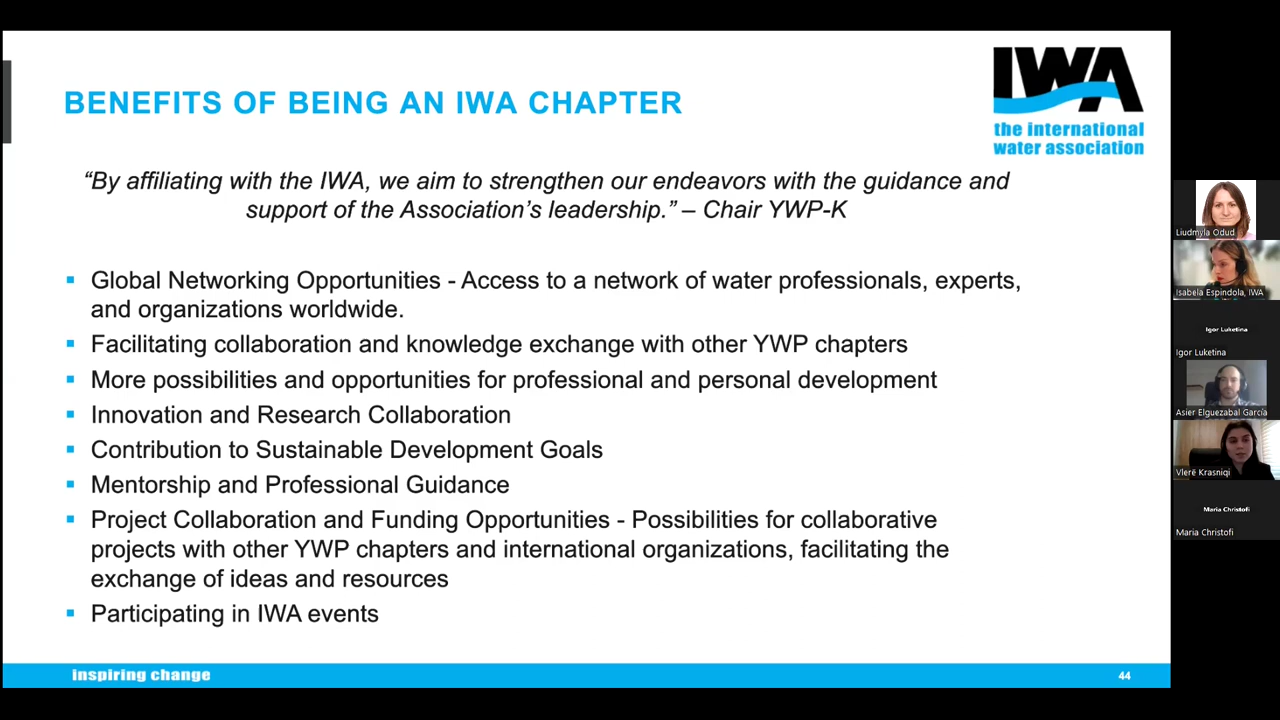 BENEFITS OF BEING AN IWA CHAPTER
IWA
the international
water association
“By affiliating with the IWA, we aim to strengthen our endeavors with the guidance and
support of the Association’s leadership.” – Chair YWP-K
▪ Global Networking Opportunities - Access to a network of water professionals, experts,
and organizations worldwide.
▪ Facilitating collaboration and knowledge exchange with other YWP chapters
▪ More possibilities and opportunities for professional and personal development
▪ Innovation and Research Collaboration
▪ Contribution to Sustainable Development Goals
▪ Mentorship and Professional Guidance
▪ Project Collaboration and Funding Opportunities - Possibilities for collaborative
projects with other YWP chapters and international organizations, facilitating the
exchange of ideas and resources
▪ Participating in IWA events
inspiring change
44
Liudmyla Odud
Isabela Espindola, IWA
Igor Luketina
Igor Luketina
Asier Elguezabal García
Vlerë Krasniqi
Maria Christofi
Maria Christofi